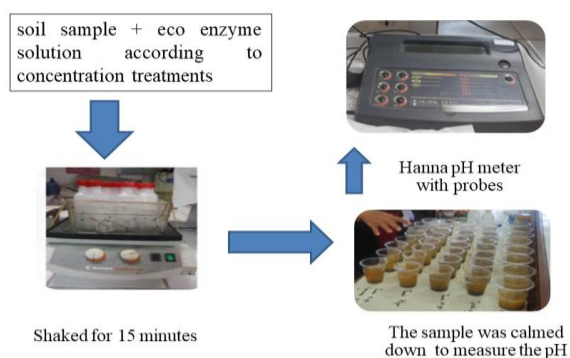 soil sample + eco enzyme
solution according to
concentration treatments
Hanna pH meter
with probes
Shaked for 15 minutes
The sample was calmed
down to measure the pH